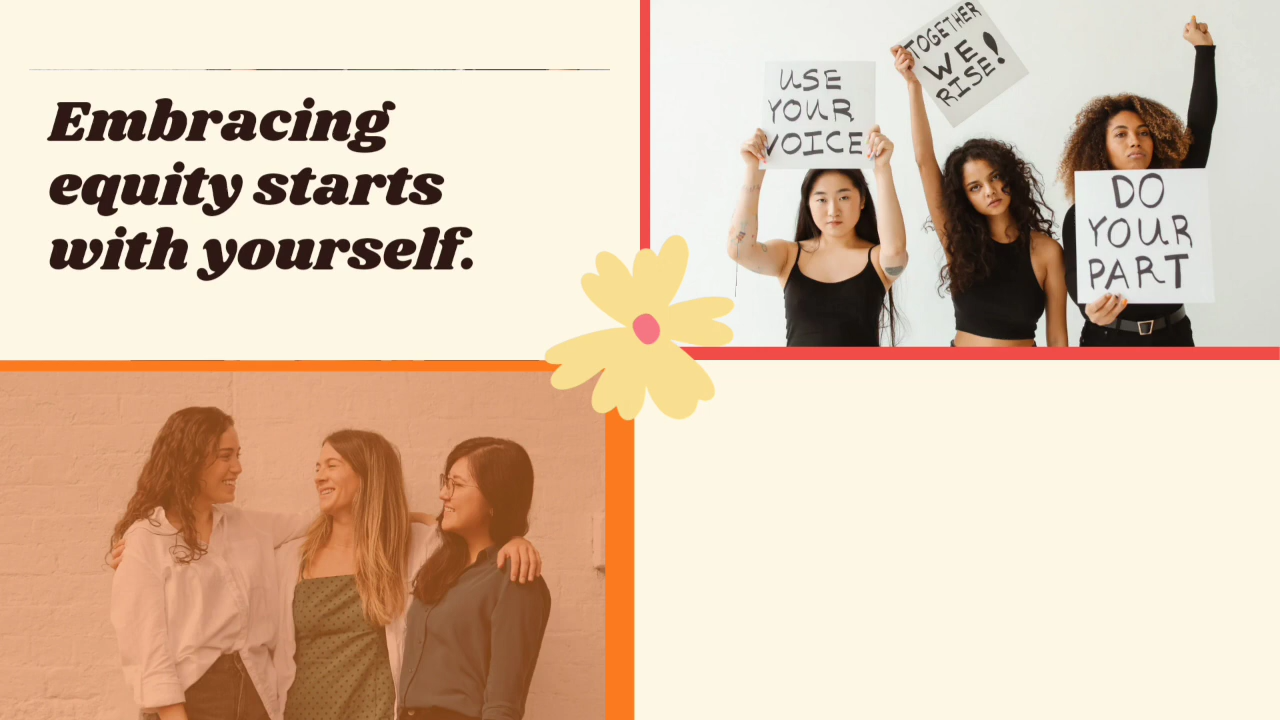 Embracing
equity starts
with yourself.
USE
YOUR
VOICE
TOGETHER
WE
RISE!
DO
YOUR
PART